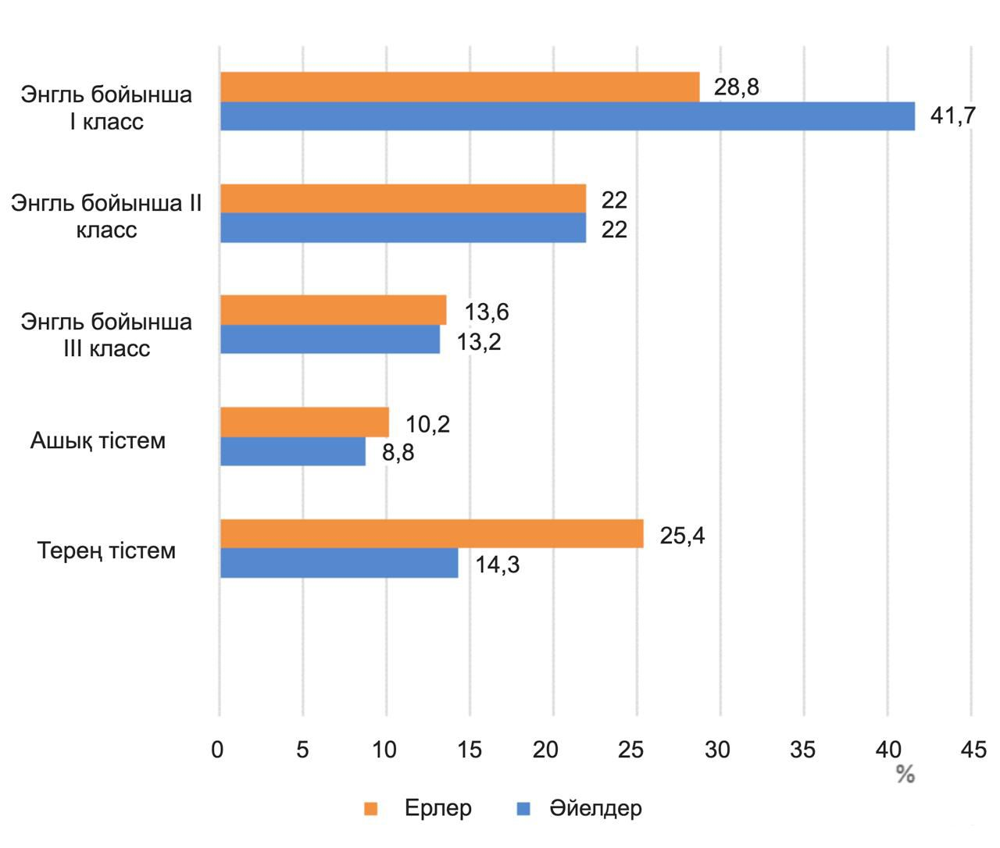 Энгль бойынша
I класс
28,8
41,7
Энгль бойынша II
класс
22
22
Энгль бойынша
III класс
13,6
13,2
Ашық тістем
10,2
8,8
Терең тістем
25,4
14,3
0 5 10 15 20 25 30 35 40 45
%
Ерлер Әйелдер